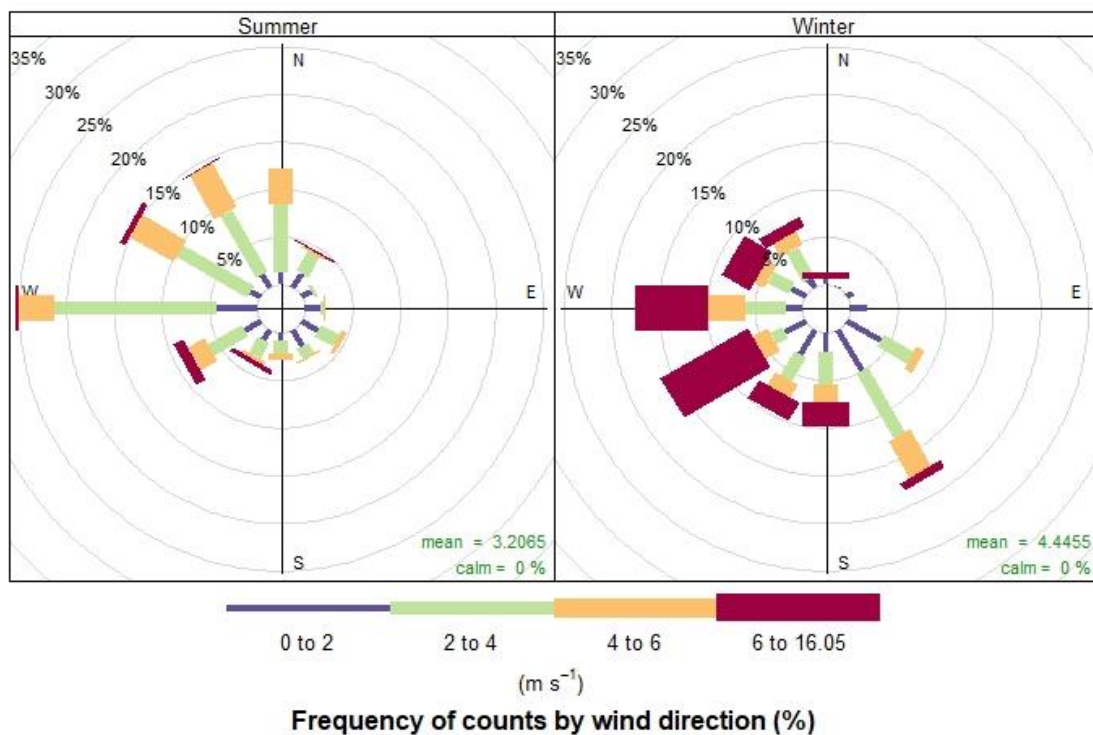 Summer
Winter
35%
30%
25%
20%
15%
10%
5%
N
E
S
W
mean = 3.2065
calm = 0 %
35%
30%
25%
20%
15%
10%
5%
N
E
S
W
mean = 4.4455
calm = 0 %
0 to 2
2 to 4
4 to 6
6 to 16.05
(m s⁻¹)
Frequency of counts by wind direction (%)